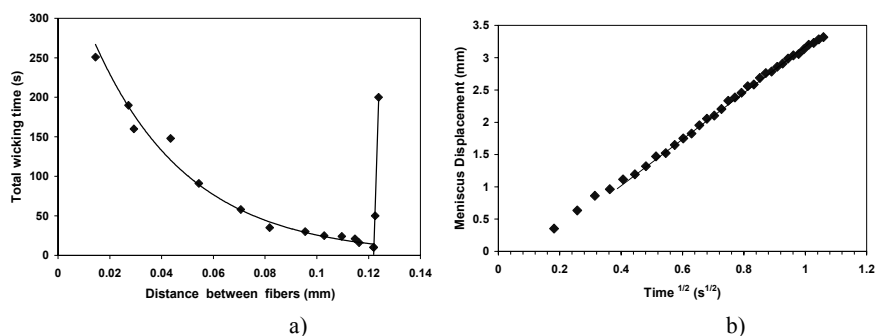 300
250
200
150
100
50
0
Total wicking time (s)
0 0.02 0.04 0.06 0.08 0.1 0.12 0.14
Distance between fibers (mm)
a)
4
3.5
3
2.5
2
1.5
1
0.5
0
Meniscus Displacement (mm)
0 0.2 0.4 0.6 0.8 1 1.2
Time ^1/2 (s^1/2)
b)